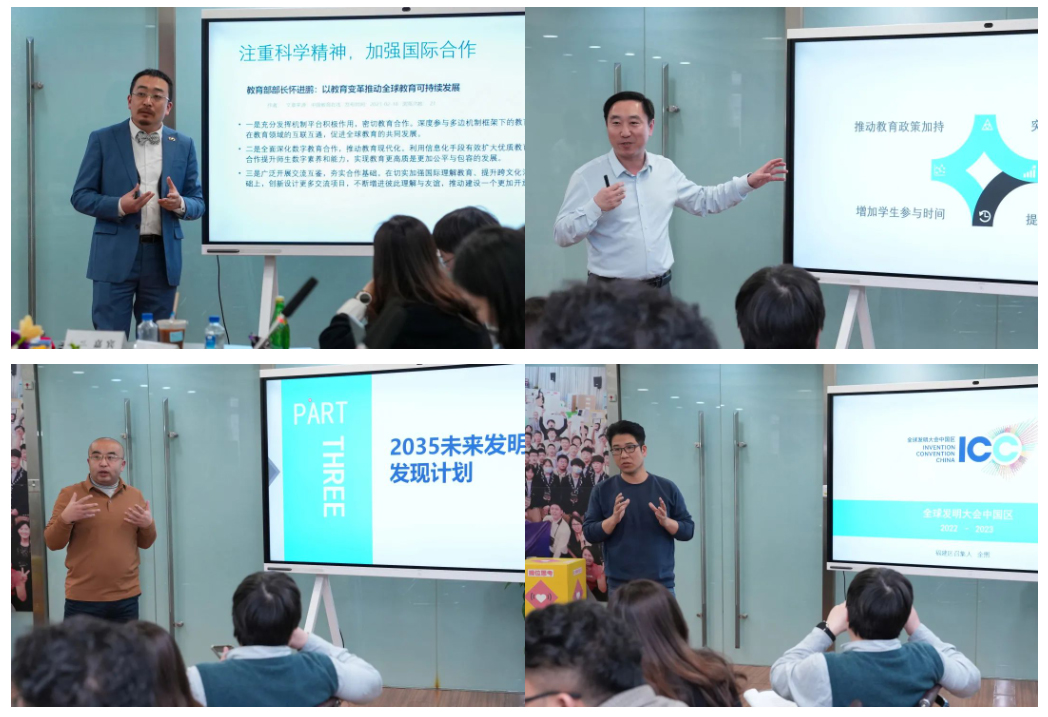 注重科学精神，加强国际合作
教育部部长怀进鹏：以教育变革推动全球教育可持续发展
• 一是充分发挥机制平台积极作用，密切教育合作。深度参与多边机制框架下的教
在教育领域的互联互通，促进全球教育的共同发展。
• 二是全面深化数字教育合作，推动教育现代化。利用信息化手段有效扩大优质教
合作提升师生数字素养和能力，实现教育更高质是更加公平与包容的发展。
• 三是广泛开展交流互鉴，夯实合作基础。在切实加强国际理解教育、提升跨文化
础上，创新设计更多交流项目，不断增进彼此理解与友谊，推动建设一个更加开
嘉宾
推动教育政策加持
突
增加学生参与时间
提
PART
THREE
2035未来发明
发现计划
全球发明大会中国区
INVENTION
CONVENTION
CHINA
ICC
全球发明大会中国区
2022 - 2023